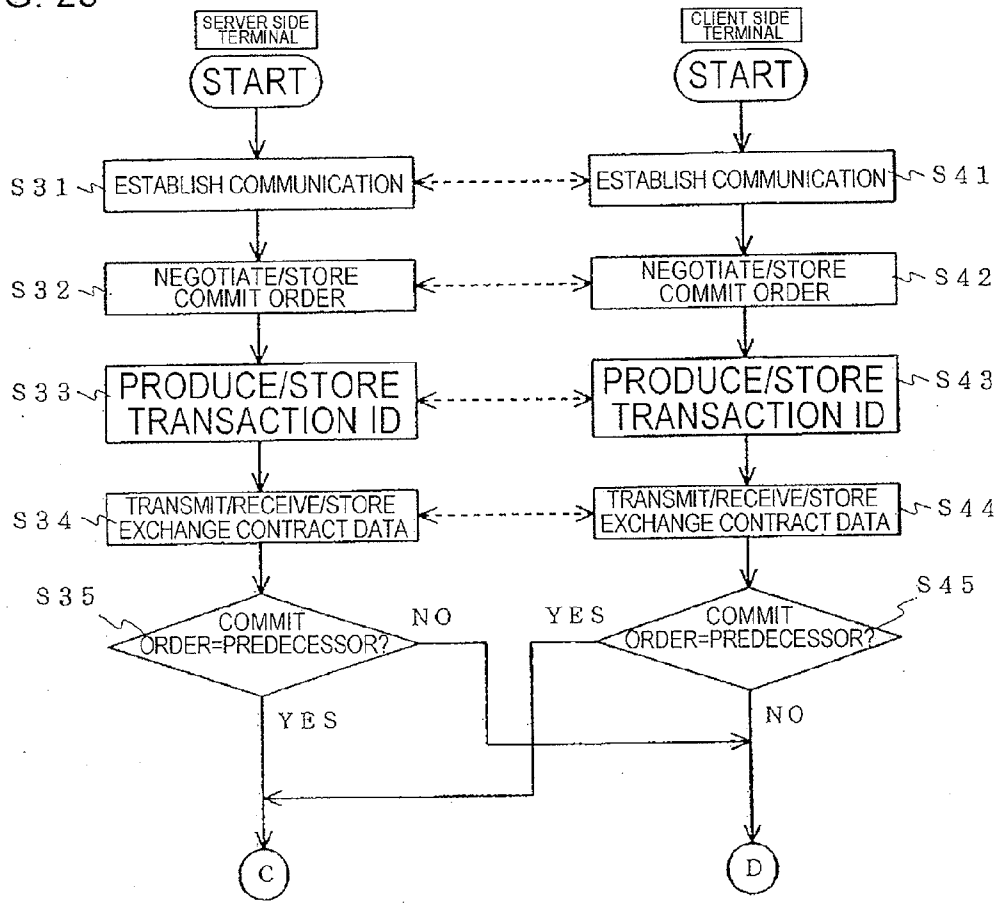 SERVER SIDE
TERMINAL
START
CLIENT SIDE
TERMINAL
START
S31
ESTABLISH COMMUNICATION
ESTABLISH COMMUNICATION
S41
S32
NEGOTIATE/STORE
COMMIT ORDER
NEGOTIATE/STORE
COMMIT ORDER
S42
S33
PRODUCE/STORE
TRANSACTION ID
PRODUCE/STORE
TRANSACTION ID
S43
S34
TRANSMIT/RECEIVE/STORE
EXCHANGE CONTRACT DATA
TRANSMIT/RECEIVE/STORE
EXCHANGE CONTRACT DATA
S44
S35
COMMIT
ORDER=PREDECESSOR?
NO
YES
YES
COMMIT
ORDER=PREDECESSOR?
S45
NO
C
D